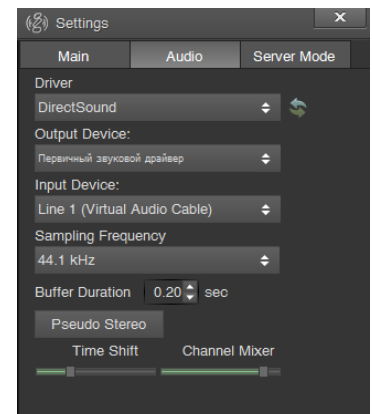 Settings
Main Audio Server Mode
Driver
DirectSound
Output Device:
Первичный звуковой драйвер
Input Device:
Line 1 (Virtual Audio Cable)
Sampling Frequency
44.1 kHz
Buffer Duration 0.20 sec
Pseudo Stereo
Time Shift Channel Mixer